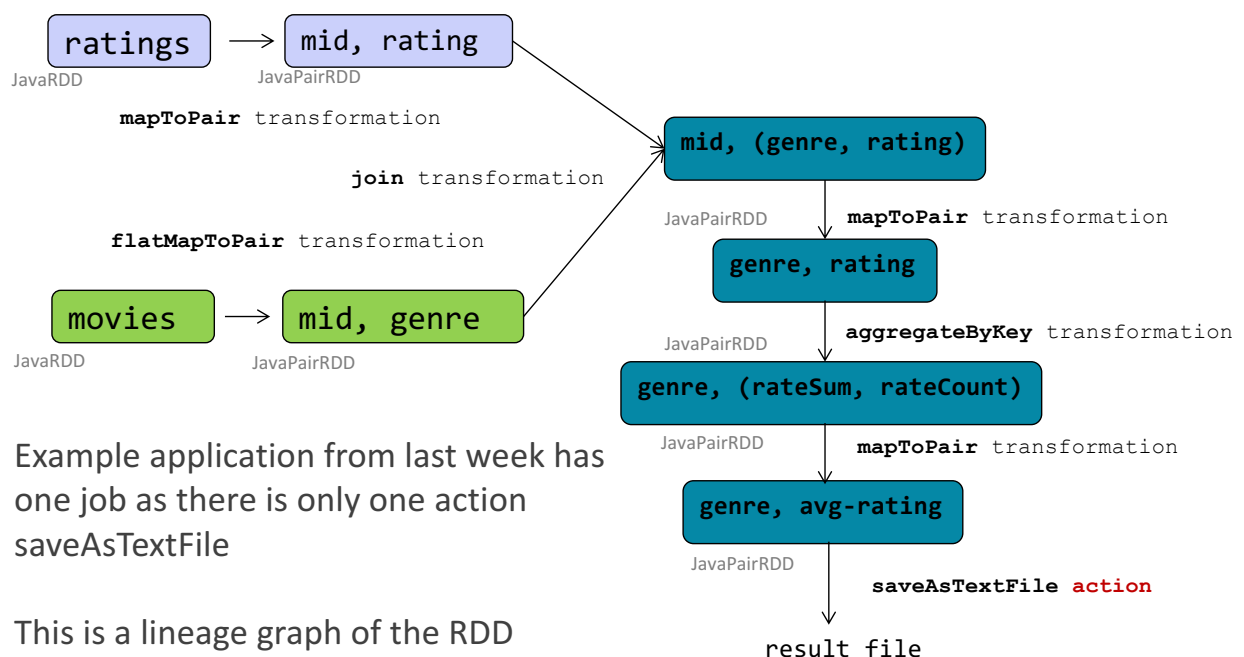 ratings
mid, rating
JavaRDD
JavaPairRDD
mapToPair transformation
join transformation
flatMapToPair transformation
movies
mid, genre
JavaRDD
JavaPairRDD
mid, (genre, rating)
JavaPairRDD
mapToPair transformation
genre, rating
JavaPairRDD
aggregateByKey transformation
genre, (rateSum, rateCount)
JavaPairRDD
mapToPair transformation
genre, avg-rating
JavaPairRDD
saveAsTextFile action
result file
Example application from last week has
one job as there is only one action
saveAsTextFile
This is a lineage graph of the RDD